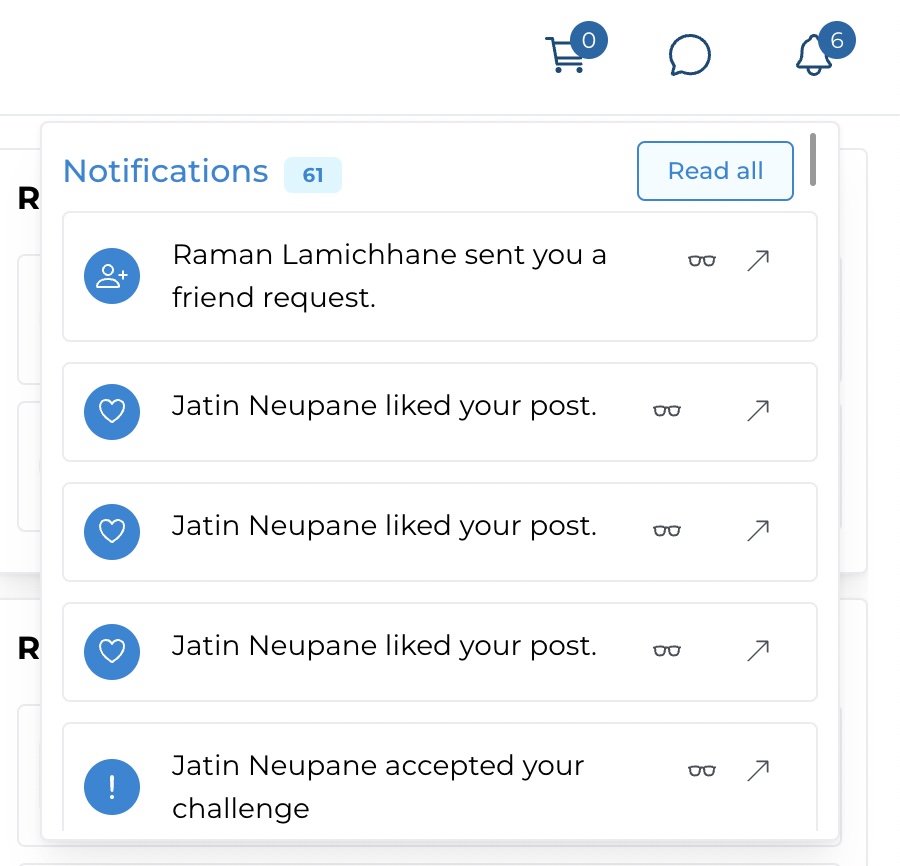 0
6
Notifications 61
Read all
R
Raman Lamichhane sent you a
friend request.
Jatin Neupane liked your post.
Jatin Neupane liked your post.
Jatin Neupane liked your post.
R
Jatin Neupane accepted your
challenge